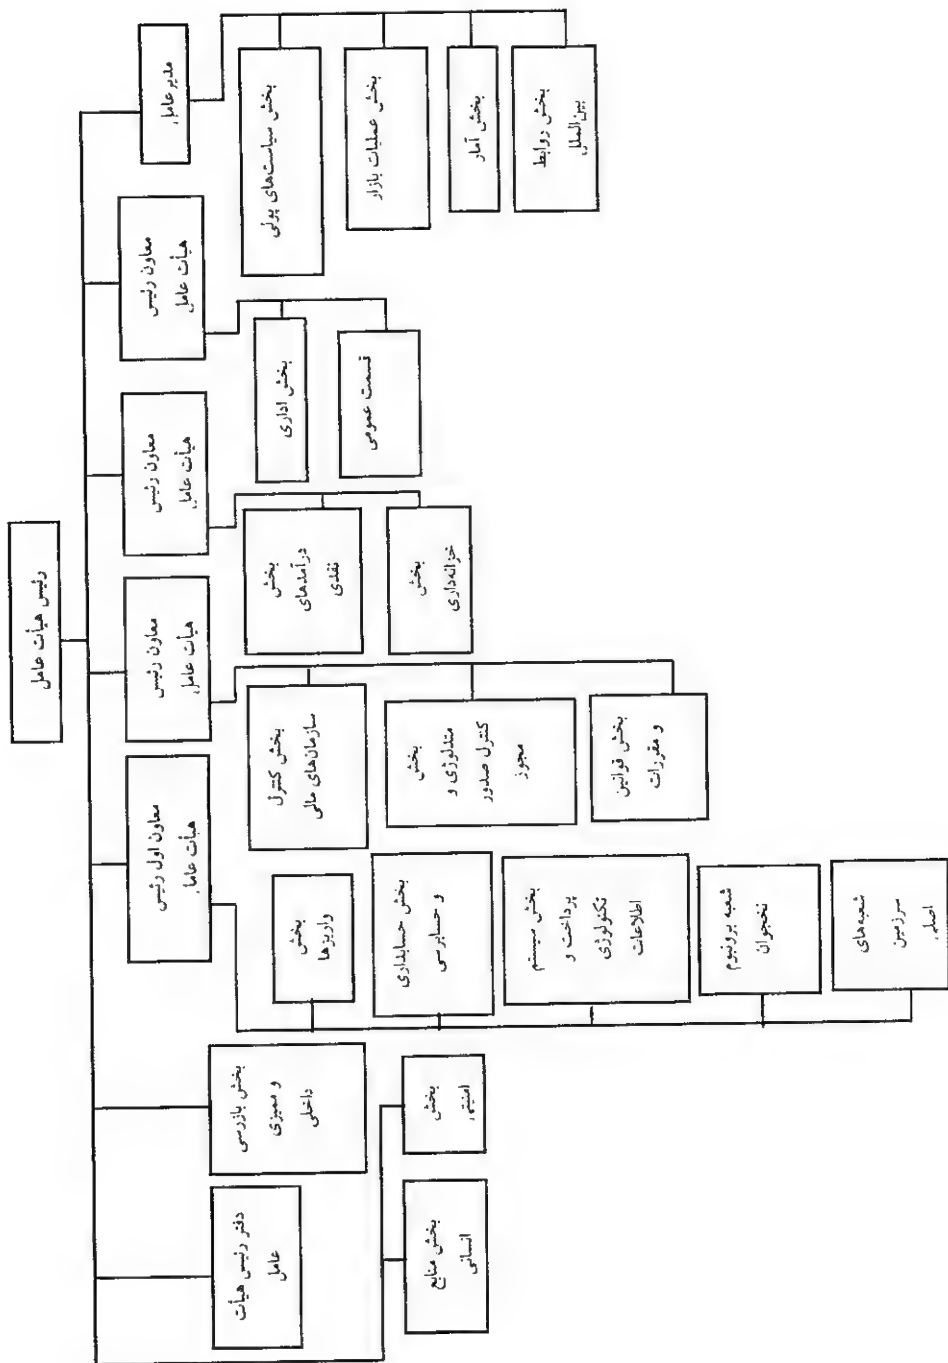 رئیس هیأت عامل
مدیر عامل
بخش سیاست‌های پولی
بخش عملیات بازار
بخش آمار
بخش روابط
بین‌الملل
معاون رئیس
هیأت عامل
بخش اداری
قسمت عمومی
معاون رئیس
هیأت عامل
بخش
درآمدهای
نقدی
بخش
خزانه‌داری
معاون رئیس
هیأت عامل
بخش کنترل
سازمان‌های مالی
بخش
متدلوژی و
کنترل صدور
مجوز
بخش قوانین
و مقررات
معاون اول رئیس
هیأت عامل
بخش
واریزها
بخش حسابداری
و حسابرسی
بخش سیستم
پرداخت و
تکنولوژی
اطلاعات
شعبه برونبوم
نخجوان
شعبه‌های
سرزمین
اصلی
بخش بازرسی
و ممیزی
داخلی
دفتر رئیس هیأت
عامل
بخش
امنیتی
بخش منابع
انسانی